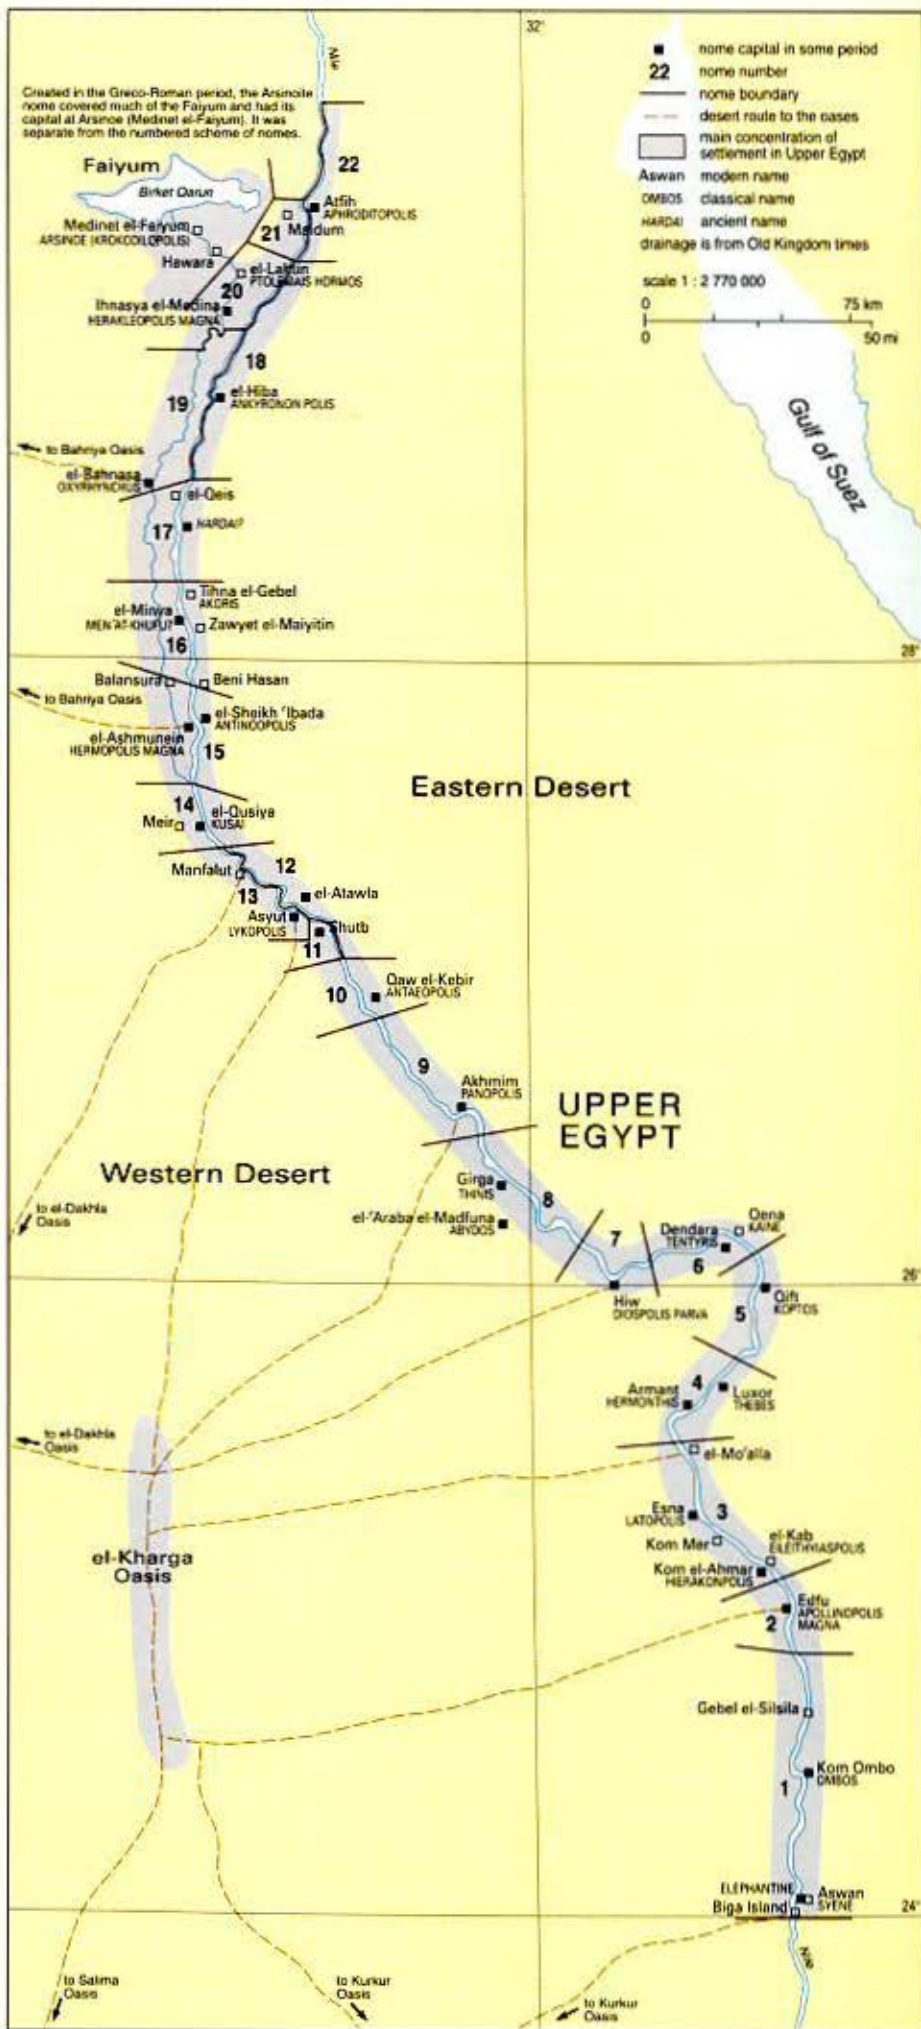 32°
Nile
nome capital in some period
22 nome number
nome boundary
desert route to the oases
main concentration of
settlement in Upper Egypt
Aswan modern name
OMBOS classical name
HARDAI ancient name
drainage is from Old Kingdom times
scale 1 : 2 770 000
0 75 km
0 50 mi
Created in the Greco-Roman period, the Arsinoite
nome covered much of the Faiyum and had its
capital at Arsinoe (Medinet el-Faiyum). It was
separate from the numbered scheme of nomes.
Faiyum
Birket Qarun
22
Atfih
APHRODITOPOLIS
21
Maidum
Medinet el-Faiyum
ARSINOE (KROKODILOPOLIS)
Hawara
el-Lahun
PTOLEMAIS HORMOS
20
Ihnasya el-Medina
HERAKLEOPOLIS MAGNA
18
19
el-Hiba
ANKYRONON POLIS
Gulf of Suez
to Bahriya Oasis
el-Bahnasa
OXYRHYNCHUS
el-Qeis
17
HARDAI?
Tihna el-Gebel
AKORIS
el-Minya
MEN'AT-KHUFU?
Zawyet el-Maiyitin
16
28°
Balansura
Beni Hasan
to Bahriya Oasis
el-Sheikh 'Ibada
ANTINOOPOLIS
el-Ashmunein
HERMOPOLIS MAGNA
15
Eastern Desert
14
el-Qusiya
KUSAI
Meir
12
Manfalut
13
el-Atawla
Asyut
LYKOPOLIS
Shutb
11
10
Qaw el-Kebir
ANTAEOPOLIS
9
Akhmim
PANOPOLIS
UPPER
EGYPT
Western Desert
Girga
THINIS
8
to el-Dakhla
Oasis
el-'Araba el-Madfuna
ABYDOS
7
Dendara
TENTYRIS
Qena
KAINE
6
26°
Hiw
DIOSPOLIS PARVA
5
Qift
KOPTOS
4
Armant
HERMONTHIS
Luxor
THEBES
to el-Dakhla
Oasis
el-Mo'alla
Esna
LATOPOLIS
3
Kom Mer
el-Kab
EILEITHYIASPOLIS
el-Kharga
Oasis
Kom el-Ahmar
HIERAKONPOLIS
2
Edfu
APOLLINOPOLIS
MAGNA
Gebel el-Silsila
1
Kom Ombo
OMBOS
ELEPHANTINE
Aswan
SYENE
Biga Island
24°
Nile
to Salima
Oasis
to Kurkur
Oasis
to Kurkur
Oasis